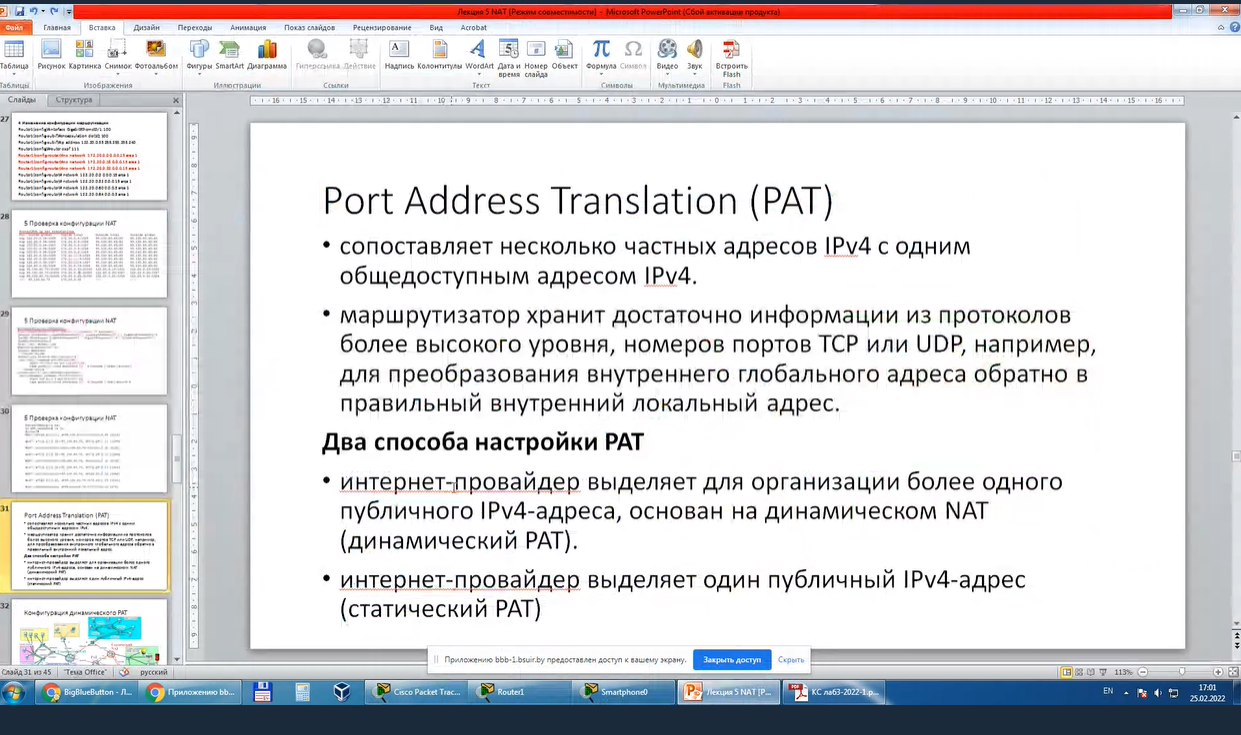 Лекция 5 NAT [Режим совместимости] - Microsoft PowerPoint (Сбой активации продукта)
Файл Главная Вставка Дизайн Переходы Анимация Показ слайдов Рецензирование Вид Acrobat
Таблица Рисунок Картинка Снимок Фотоальбом Фигуры SmartArt Диаграмма Гиперссылка Действие Надпись Колонтитулы WordArt Дата и время Номер слайда Объект Формула Символ Видео Звук Встроить Flash
Таблицы Изображения Иллюстрации Ссылки Текст Символы Мультимедиа Flash
Слайды Структура
27
28
5 Проверка конфигурации NAT
29
5 Проверка конфигурации NAT
30
5 Проверка конфигурации NAT
31
Port Address Translation (PAT)
32
Конфигурация динамического PAT
Port Address Translation (PAT)
• сопоставляет несколько частных адресов IPv4 с одним
общедоступным адресом IPv4.
• маршрутизатор хранит достаточно информации из протоколов
более высокого уровня, номеров портов TCP или UDP, например,
для преобразования внутреннего глобального адреса обратно в
правильный внутренний локальный адрес.
Два способа настройки PAT
• интернет-провайдер выделяет для организации более одного
публичного IPv4-адреса, основан на динамическом NAT
(динамический PAT).
• интернет-провайдер выделяет один публичный IPv4-адрес
(статический PAT)
Приложению bbb-1.bsuir.by предоставлен доступ к вашему экрану. Закрыть доступ Скрыть
Слайд 31 из 45 "Тема Office" русский 113%
BigBlueButton - Л... Приложению bb... Cisco Packet Trac... Router1 Smartphone0 Лекция 5 NAT [Р... КС лаб3-2022-1.p... EN 17:01
25.02.2022